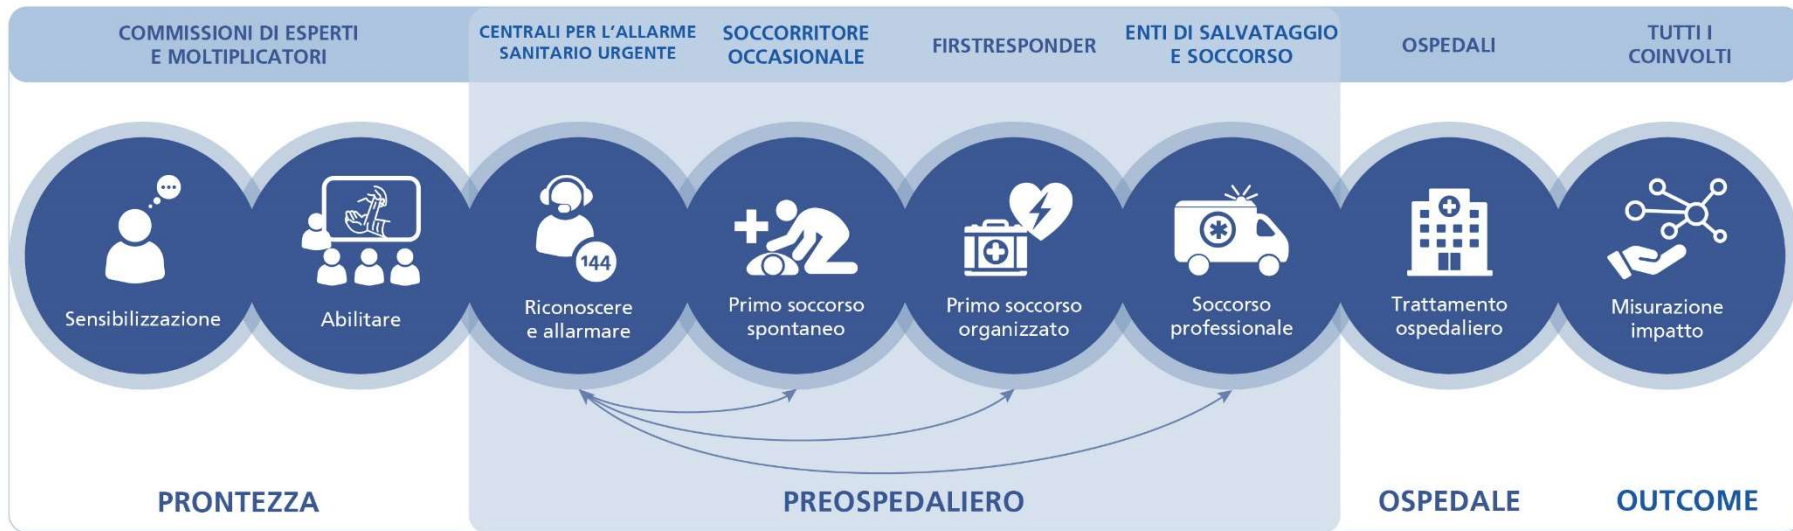 COMMISSIONI DI ESPERTI
E MOLTIPLICATORI
CENTRALI PER L'ALLARME
SANITARIO URGENTE
SOCCORRITORE
OCCASIONALE
FIRSTRESPONDER
ENTI DI SALVATAGGIO
E SOCCORSO
OSPEDALI
TUTTI I
COINVOLTI
Sensibilizzazione
Abilitare
144
Riconoscere
e allarmare
Primo soccorso
spontaneo
Primo soccorso
organizzato
Soccorso
professionale
Trattamento
ospedaliero
Misurazione
impatto
PRONTEZZA
PREOSPEDALIERO
OSPEDALE
OUTCOME